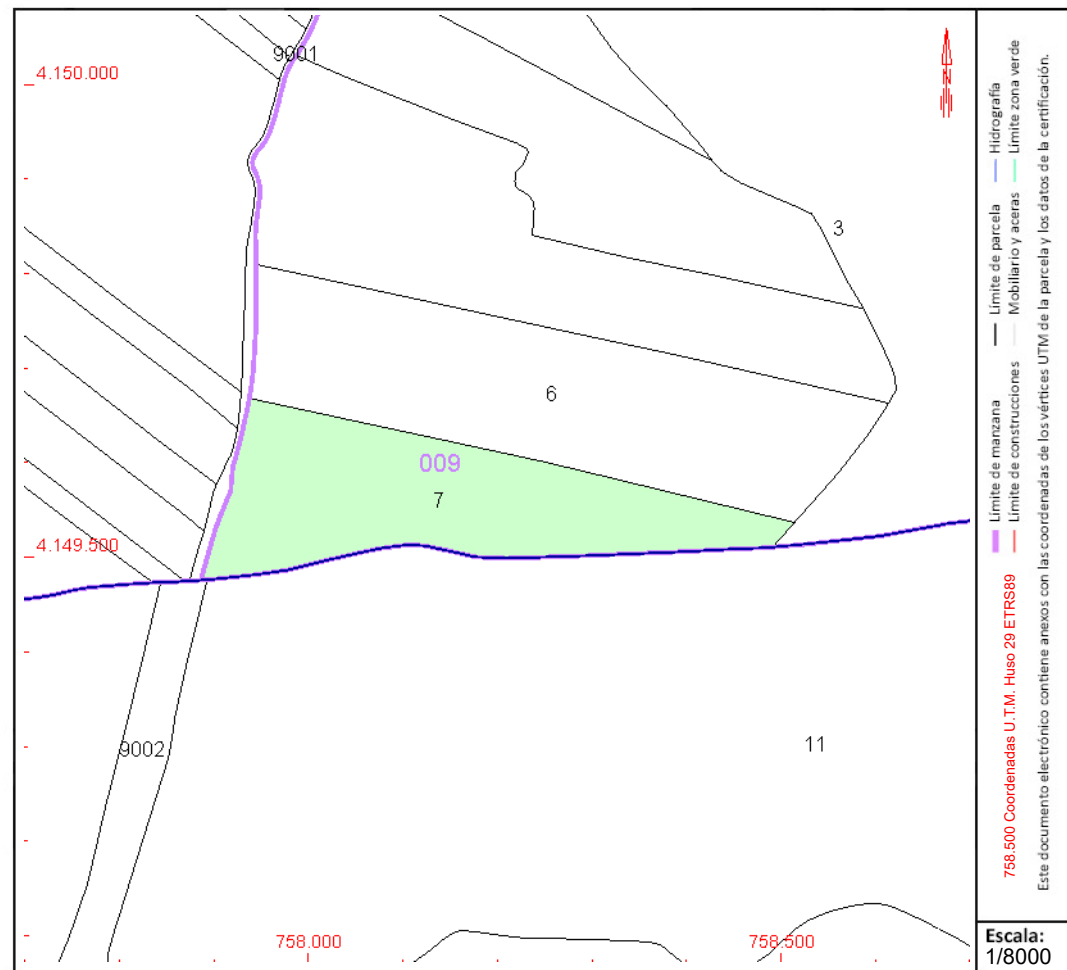 9001
4.150.000
N
3
6
009
7
4.149.500
9002
11
758.000
758.500
Hidrografía
Límite zona verde
Límite de parcela
Mobiliario y aceras
Límite de manzana
Límite de construcciones
758.500 Coordenadas U.T.M. Huso 29 ETRS89
Este documento electrónico contiene anexos con las coordenadas de los vértices UTM de la parcela y los datos de la certificación.
Escala:
1/8000